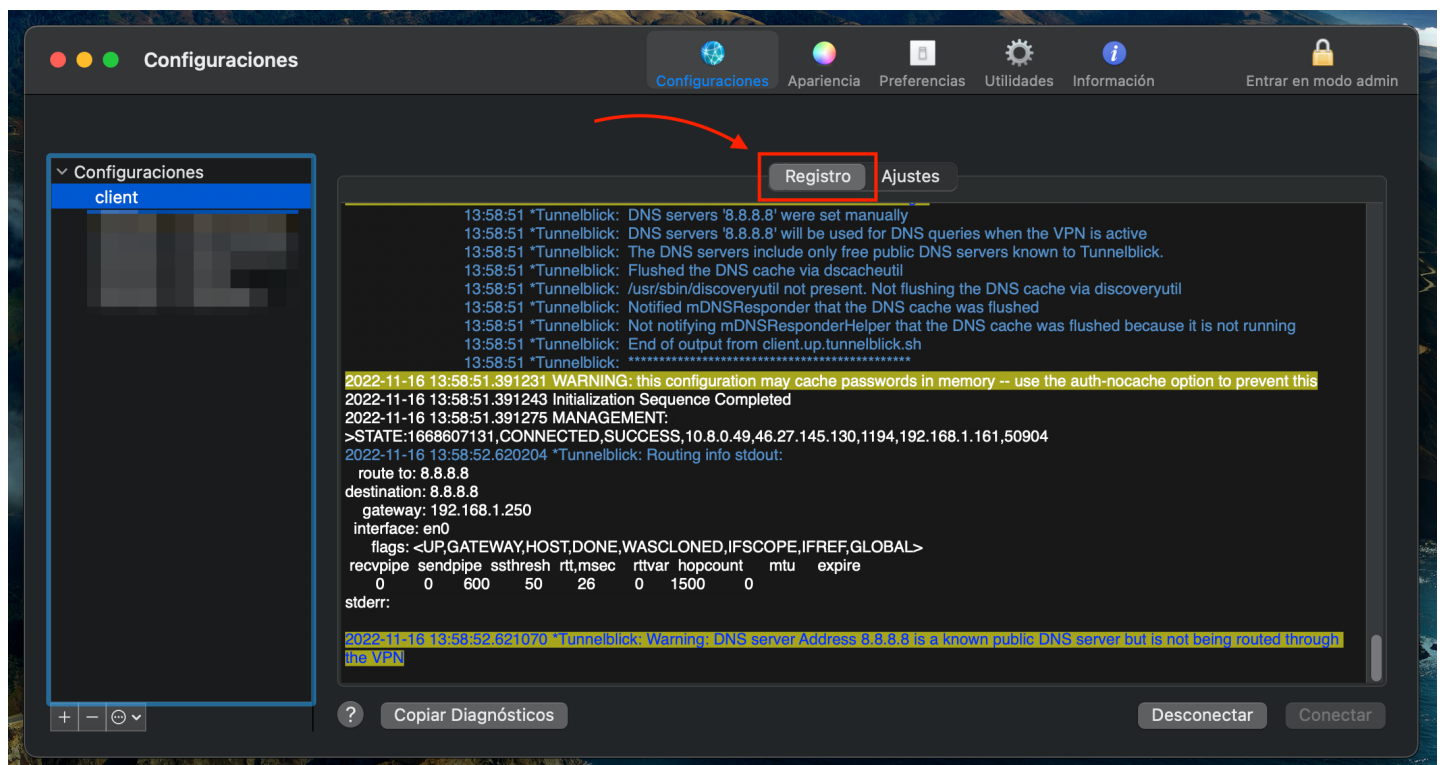 Configuraciones
Configuraciones Apariencia Preferencias Utilidades Información Entrar en modo admin
Configuraciones
client
Registro Ajustes
13:58:51 *Tunnelblick: DNS servers '8.8.8.8' were set manually
13:58:51 *Tunnelblick: DNS servers '8.8.8.8' will be used for DNS queries when the VPN is active
13:58:51 *Tunnelblick: The DNS servers include only free public DNS servers known to Tunnelblick.
13:58:51 *Tunnelblick: Flushed the DNS cache via dscacheutil
13:58:51 *Tunnelblick: /usr/sbin/discoveryutil not present. Not flushing the DNS cache via discoveryutil
13:58:51 *Tunnelblick: Notified mDNSResponder that the DNS cache was flushed
13:58:51 *Tunnelblick: Not notifying mDNSResponderHelper that the DNS cache was flushed because it is not running
13:58:51 *Tunnelblick: End of output from client.up.tunnelblick.sh
13:58:51 *Tunnelblick: **********************************************
2022-11-16 13:58:51.391231 WARNING: this configuration may cache passwords in memory -- use the auth-nocache option to prevent this
2022-11-16 13:58:51.391243 Initialization Sequence Completed
2022-11-16 13:58:51.391275 MANAGEMENT:
>STATE:1668607131,CONNECTED,SUCCESS,10.8.0.49,46.27.145.130,1194,192.168.1.161,50904
2022-11-16 13:58:52.620204 *Tunnelblick: Routing info stdout:
route to: 8.8.8.8
destination: 8.8.8.8
gateway: 192.168.1.250
interface: en0
flags: <UP,GATEWAY,HOST,DONE,WASCLONED,IFSCOPE,IFREF,GLOBAL>
recvpipe sendpipe ssthresh rtt,msec rttvar hopcount mtu expire
0 0 600 50 26 0 1500 0
stderr:
2022-11-16 13:58:52.621070 *Tunnelblick: Warning: DNS server Address 8.8.8.8 is a known public DNS server but is not being routed through
the VPN
? Copiar Diagnósticos Desconectar Conectar